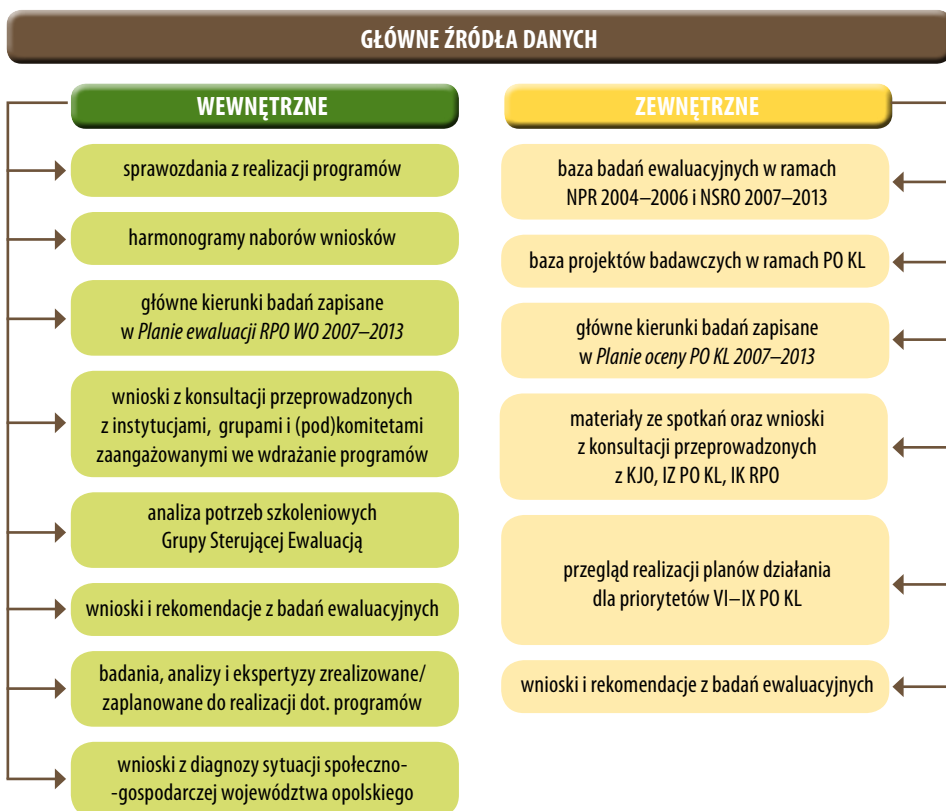 GŁÓWNE ŹRÓDŁA DANYCH
WEWNĘTRZNE
sprawozdania z realizacji programów
harmonogramy naborów wniosków
główne kierunki badań zapisane
w Planie ewaluacji RPO WO 2007–2013
wnioski z konsultacji przeprowadzonych
z instytucjami, grupami i (pod)komitetami
zaangażowanymi we wdrażanie programów
analiza potrzeb szkoleniowych
Grupy Sterującej Ewaluacją
wnioski i rekomendacje z badań ewaluacyjnych
badania, analizy i ekspertyzy zrealizowane/
zaplanowane do realizacji dot. programów
wnioski z diagnozy sytuacji społeczno-
-gospodarczej województwa opolskiego
ZEWNĘTRZNE
baza badań ewaluacyjnych w ramach
NPR 2004–2006 i NSRO 2007–2013
baza projektów badawczych w ramach PO KL
główne kierunki badań zapisane
w Planie oceny PO KL 2007–2013
materiały ze spotkań oraz wnioski
z konsultacji przeprowadzonych
z KJO, IZ PO KL, IK RPO
przegląd realizacji planów działania
dla priorytetów VI–IX PO KL
wnioski i rekomendacje z badań ewaluacyjnych